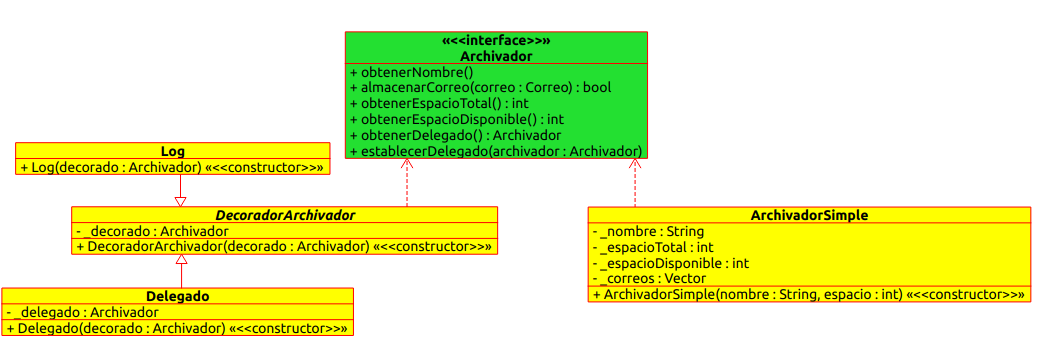 «<<interface>>»
Archivador
+ obtenerNombre()
+ almacenarCorreo(correo : Correo) : bool
+ obtenerEspacioTotal() : int
+ obtenerEspacioDisponible() : int
+ obtenerDelegado() : Archivador
+ establecerDelegado(archivador : Archivador)
Log
+ Log(decorado : Archivador) «<<constructor>>»
DecoradorArchivador
- _decorado : Archivador
+ DecoradorArchivador(decorado : Archivador) «<<constructor>>»
ArchivadorSimple
- _nombre : String
- _espacioTotal : int
- _espacioDisponible : int
- _correos : Vector
+ ArchivadorSimple(nombre : String, espacio : int) «<<constructor>>»
Delegado
- _delegado : Archivador
+ Delegado(decorado : Archivador) «<<constructor>>»